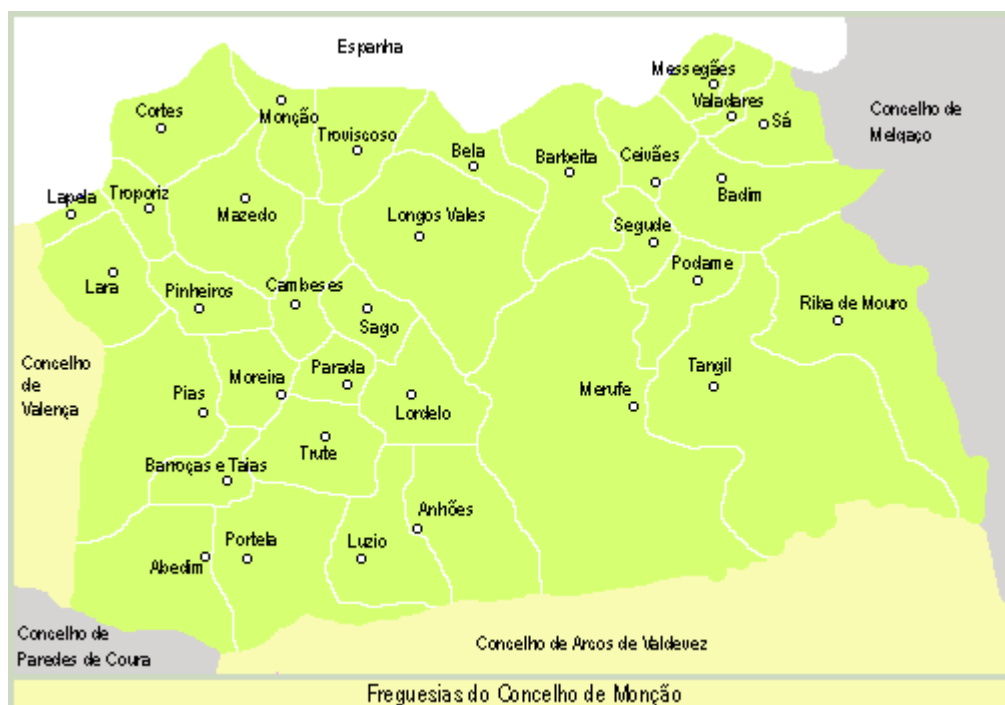 Espanha
Messegães
Cortes
Monção
Valadares
Concelho de
Melgaço
Sá
Troviscoso
Bela
Barbeita
Ceivães
Lapela
Troporiz
Mazedo
Longos Vales
Badim
Segude
Podame
Lara
Pinheiros
Cambeses
Sago
Riba de Mouro
Concelho
de
Valença
Pias
Moreira
Parada
Lordelo
Merufe
Tangil
Trute
Barroças e Taias
Anhões
Abedim
Portela
Luzio
Concelho de
Paredes de Coura
Concelho de Arcos de Valdevez
Freguesias do Concelho de Monção